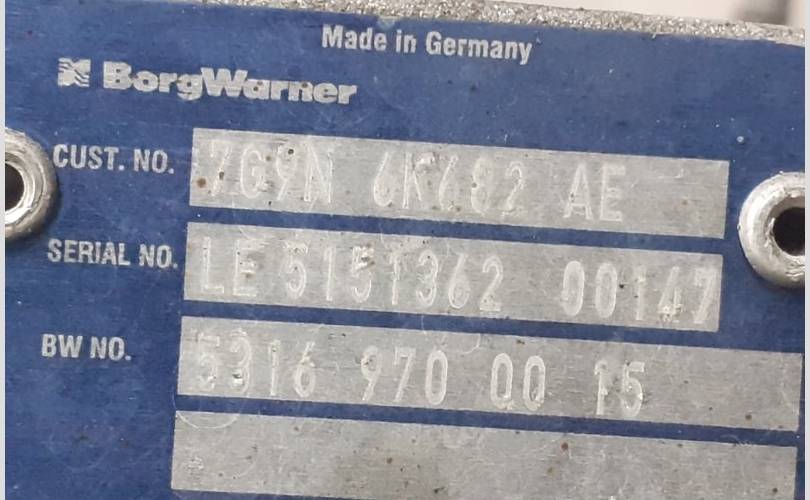 Made in Germany
BorgWarner
CUST. NO. 7G9N 6K682 AE
SERIAL NO. LE 5151362 00147
BW NO. 5316 970 00 15